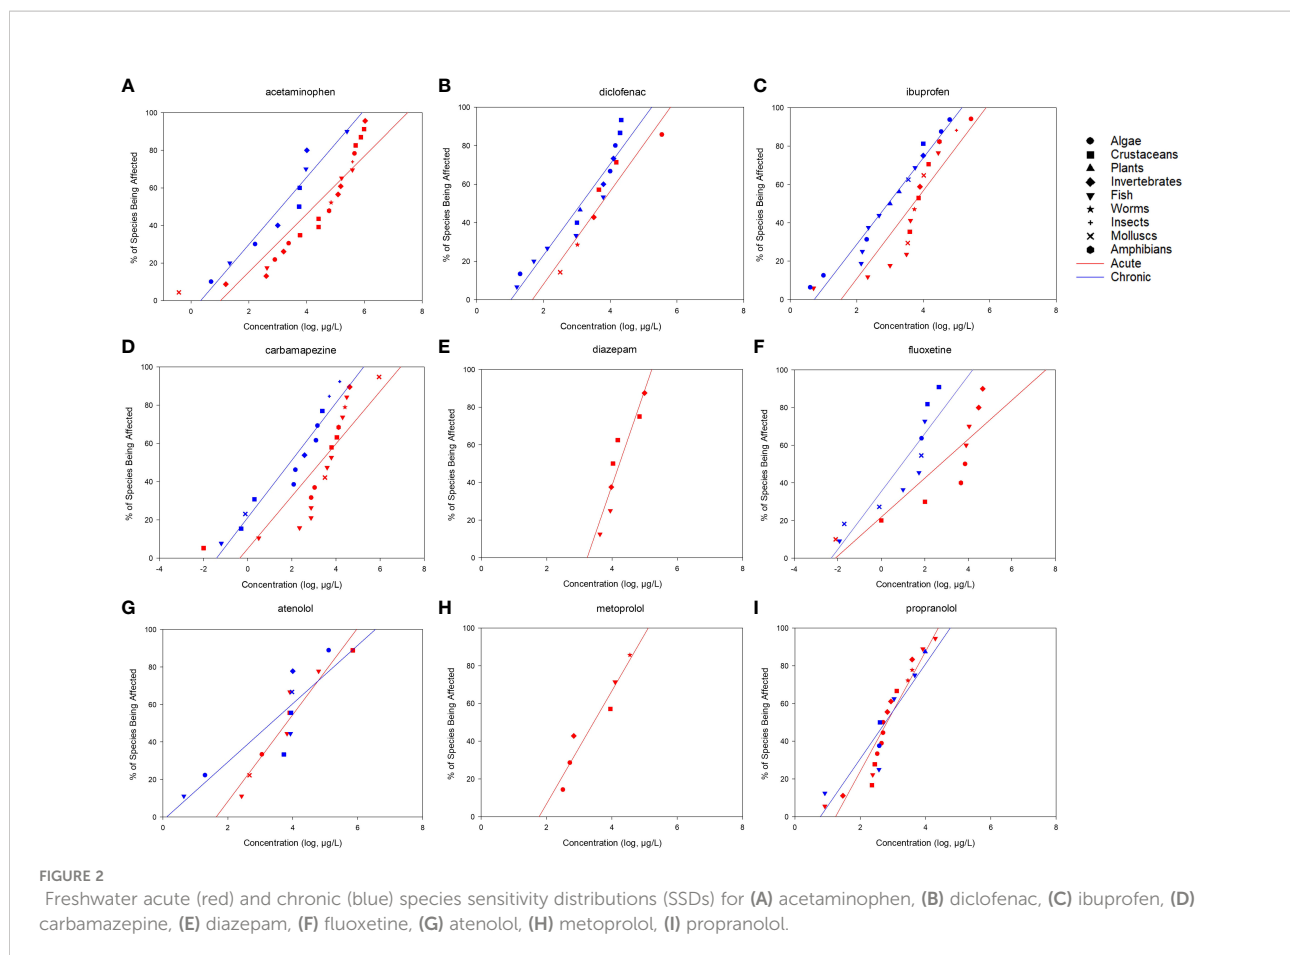 A
acetaminophen
% of Species Being Affected
100
80
60
40
20
0
0 2 4 6 8
Concentration (log, µg/L)
B
diclofenac
% of Species Being Affected
100
80
60
40
20
0
0 2 4 6 8
Concentration (log, µg/L)
C
ibuprofen
% of Species Being Affected
100
80
60
40
20
0
0 2 4 6 8
Concentration (log, µg/L)
Algae
Crustaceans
Plants
Invertebrates
Fish
Worms
Insects
Molluscs
Amphibians
Acute
Chronic
D
carbamapezine
% of Species Being Affected
100
80
60
40
20
0
-4 -2 0 2 4 6 8
Concentration (log, µg/L)
E
diazepam
% of Species Being Affected
100
80
60
40
20
0
0 2 4 6 8
Concentration (log, µg/L)
F
fluoxetine
% of Species Being Affected
100
80
60
40
20
0
-4 -2 0 2 4 6 8
Concentration (log, µg/L)
G
atenolol
% of Species Being Affected
100
80
60
40
20
0
0 2 4 6 8
Concentration (log, µg/L)
H
metoprolol
% of Species Being Affected
100
80
60
40
20
0
0 2 4 6 8
Concentration (log, µg/L)
I
propranolol
% of Species Being Affected
100
80
60
40
20
0
0 2 4 6 8
Concentration (log, µg/L)
FIGURE 2
Freshwater acute (red) and chronic (blue) species sensitivity distributions (SSDs) for (A) acetaminophen, (B) diclofenac, (C) ibuprofen, (D)
carbamazepine, (E) diazepam, (F) fluoxetine, (G) atenolol, (H) metoprolol, (I) propranolol.